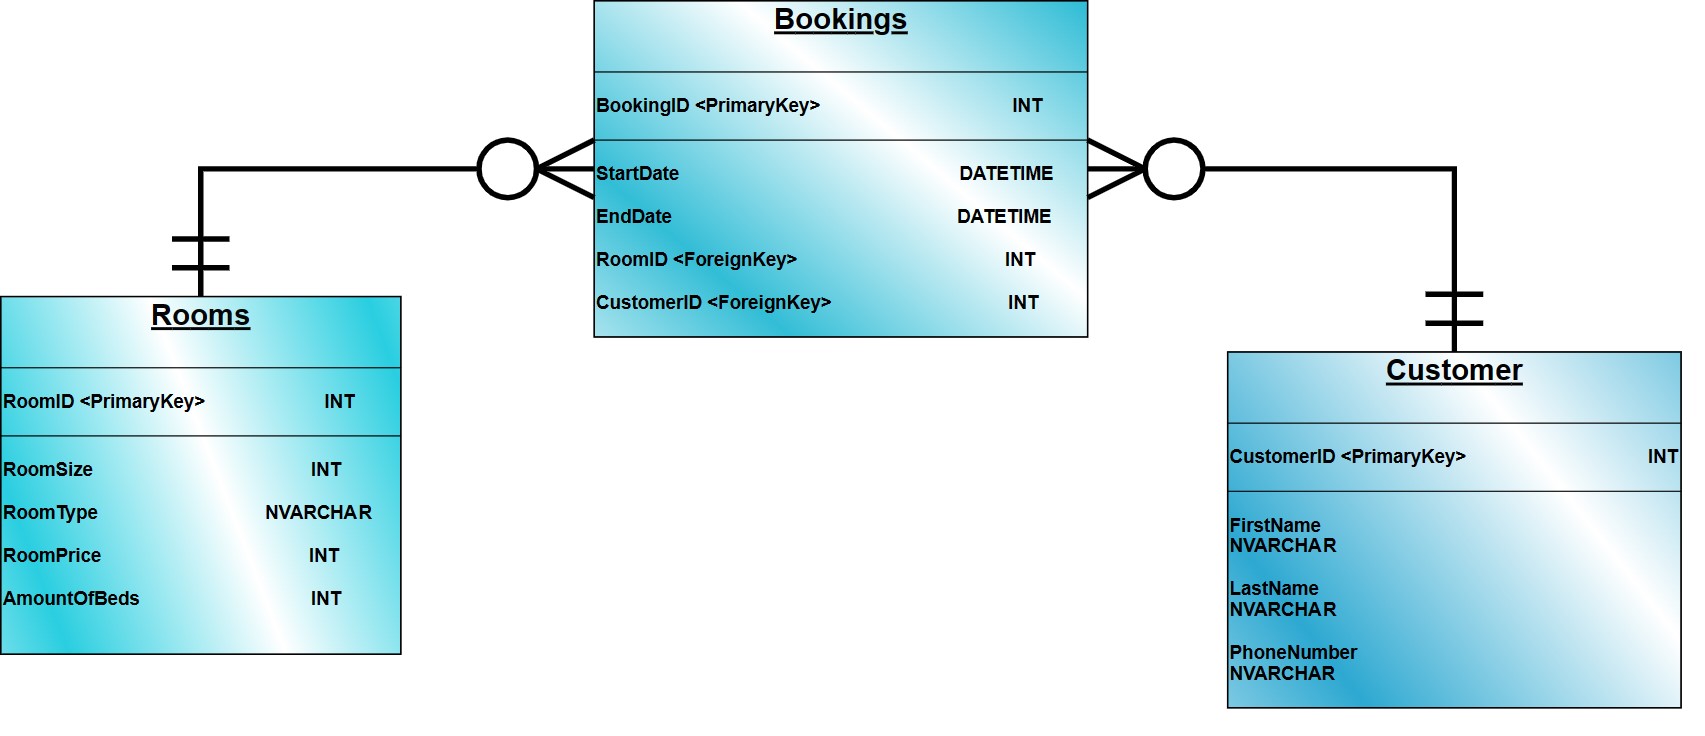 Bookings
BookingID <PrimaryKey> INT
StartDate DATETIME
EndDate DATETIME
RoomID <ForeignKey> INT
CustomerID <ForeignKey> INT
Rooms
RoomID <PrimaryKey> INT
RoomSize INT
RoomType NVARCHAR
RoomPrice INT
AmountOfBeds INT
Customer
CustomerID <PrimaryKey> INT
FirstName
NVARCHAR
LastName
NVARCHAR
PhoneNumber
NVARCHAR